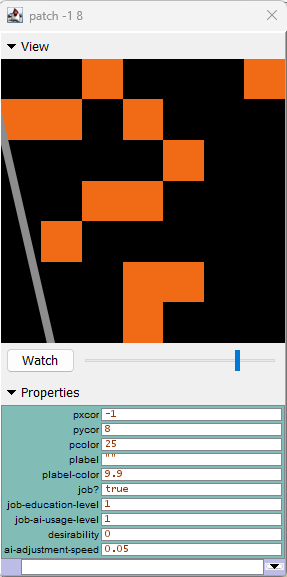 patch -1 8
View
Watch
Properties
pxcor -1
pycor 8
pcolor 25
plabel ""
plabel-color 9.9
job? true
job-education-level 1
job-ai-usage-level 1
desirability 0
ai-adjustment-speed 0.05